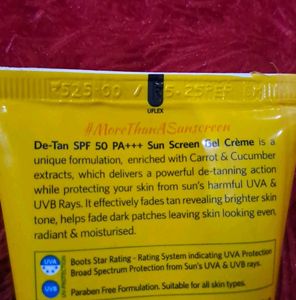 UFLEX
#MoreThanASunscreen
De-Tan SPF 50 PA+++ Sun Screen Gel Crème is a
unique formulation, enriched with Carrot & Cucumber
extracts, which delivers a powerful de-tanning action
while protecting your skin from sun's harmful UVA &
UVB Rays. It effectively fades tan revealing brighter skin
tone, helps fade dark patches leaving skin looking even,
radiant & moisturised.
UVA
Boots Star Rating - Rating System indicating UVA Protection
Broad Spectrum Protection from Sun's UVA & UVB rays.
UVB
Paraben Free Formulation. Suitable for all skin types.